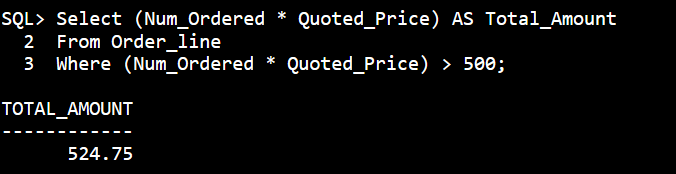 SQL> Select (Num_Ordered * Quoted_Price) AS Total_Amount
2 From Order_line
3 Where (Num_Ordered * Quoted_Price) > 500;
TOTAL_AMOUNT
------------
524.75